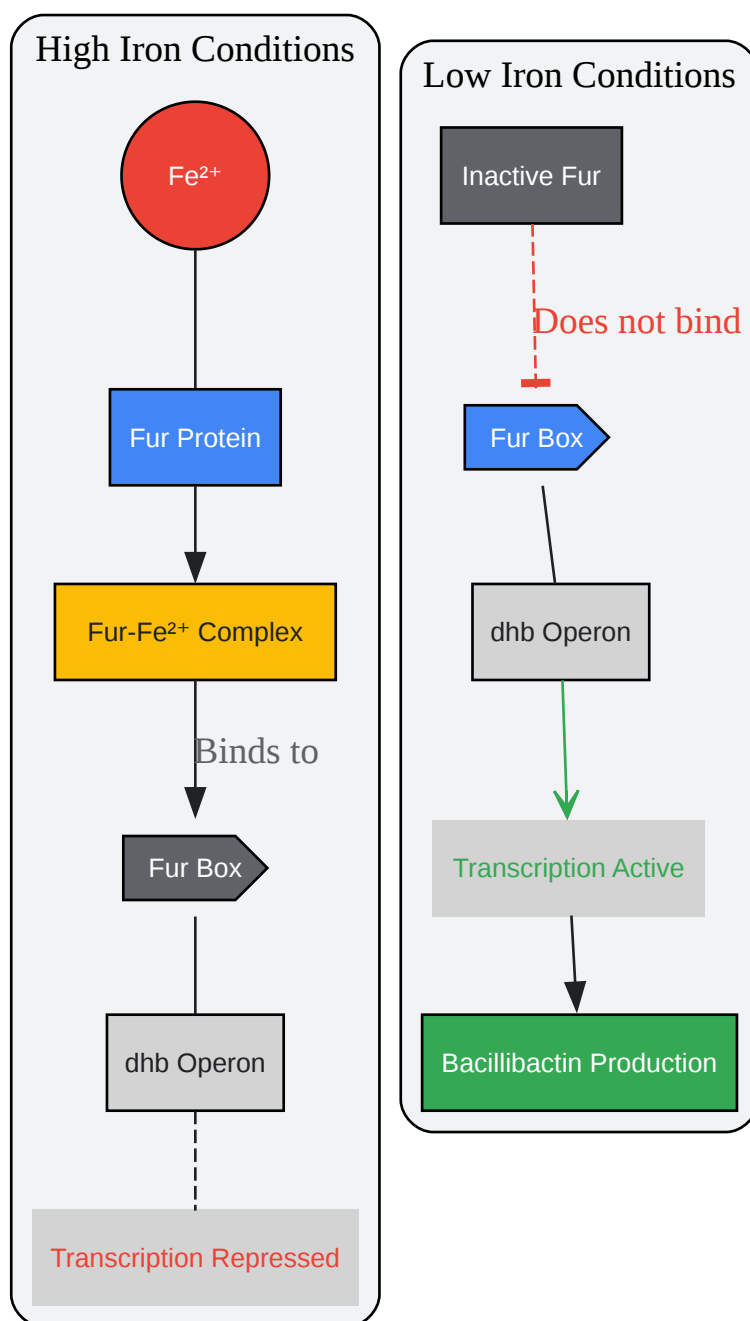 High Iron Conditions
Fe²⁺
Fur Protein
Fur-Fe²⁺ Complex
Binds to
Fur Box
dhb Operon
Transcription Repressed
Low Iron Conditions
Inactive Fur
Does not bind
Fur Box
dhb Operon
Transcription Active
Bacillibactin Production